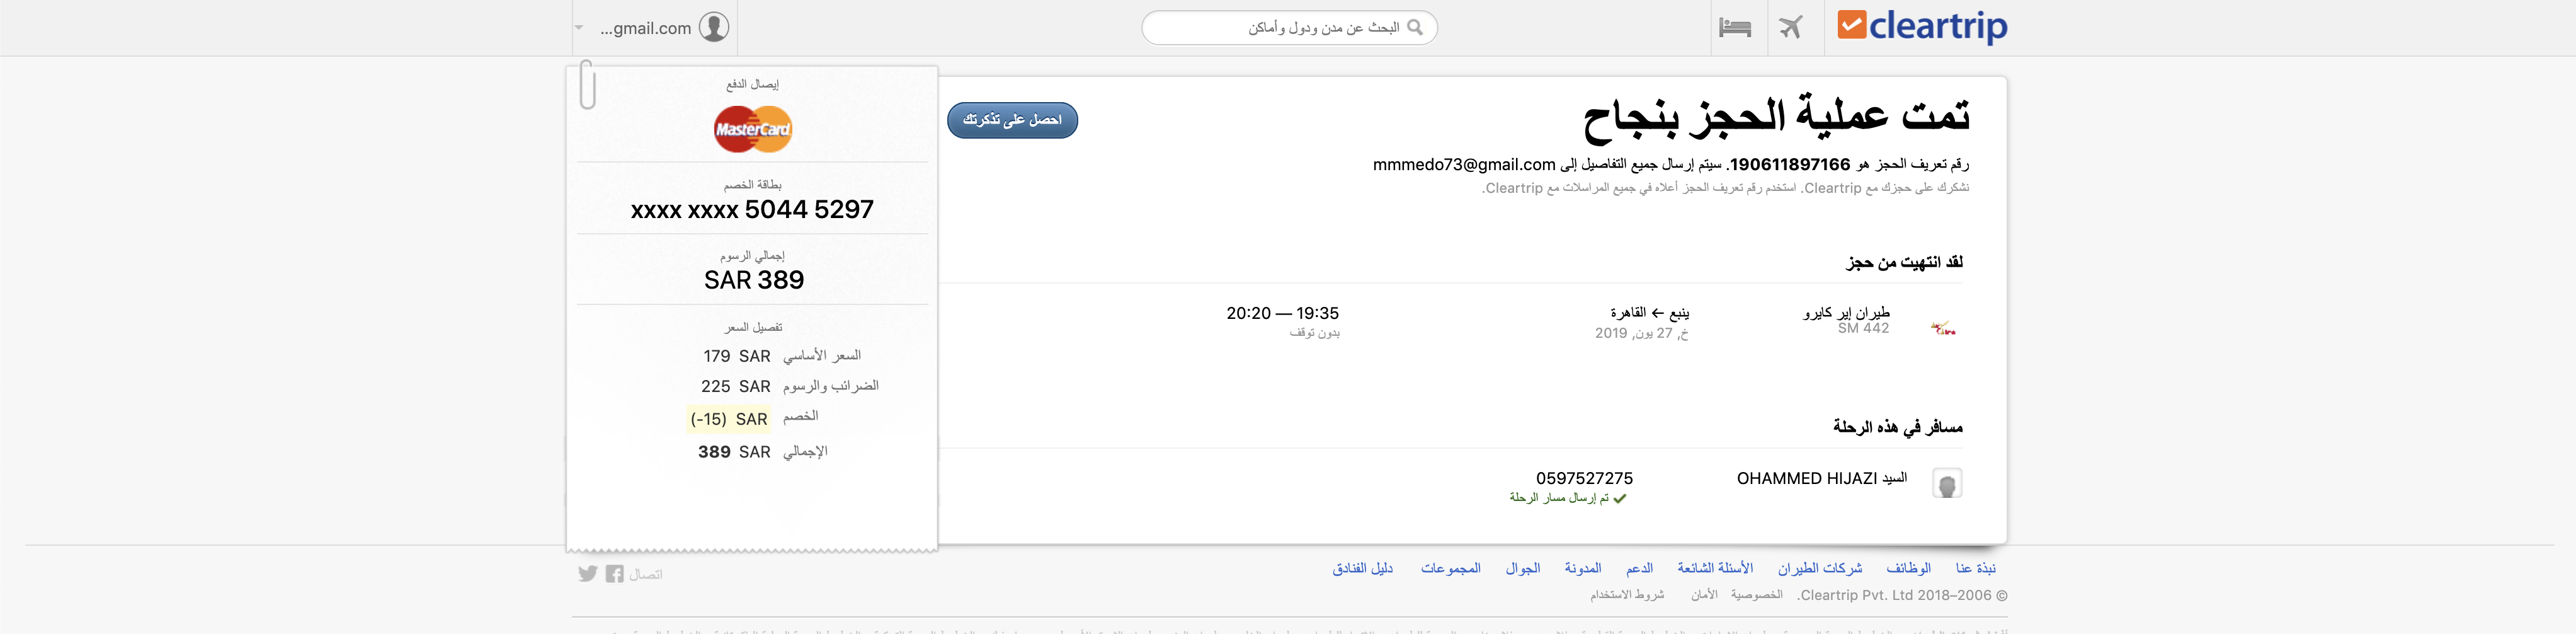 cleartrip
البحث عن مدن ودول وأماكن
...gmail.com
تمت عملية الحجز بنجاح
احصل على تذكرتك
رقم تعريف الحجز هو 190611897166. سيتم إرسال جميع التفاصيل إلى mmmedo73@gmail.com
نشكرك على حجزك مع Cleartrip. استخدم رقم تعريف الحجز أعلاه في جميع المراسلات مع Cleartrip.
لقد انتهيت من حجز
طيران إير كايرو
SM 442
ينبع ← القاهرة
خ, 27 يون, 2019
19:35 — 20:20
بدون توقف
مسافر في هذه الرحلة
السيد OHAMMED HIJAZI
0597527275
تم إرسال مسار الرحلة
إيصال الدفع
MasterCard
بطاقة الخصم
xxxx xxxx 5044 5297
إجمالي الرسوم
SAR 389
تفصيل السعر
السعر الأساسي 179 SAR
الضرائب والرسوم 225 SAR
الخصم (-15) SAR
الإجمالي 389 SAR
نبذة عنا الوظائف شركات الطيران الأسئلة الشائعة الدعم المدونة الجوال المجموعات دليل الفنادق
اتصال
© 2006–2018 Cleartrip Pvt. Ltd. الخصوصية الأمان شروط الاستخدام